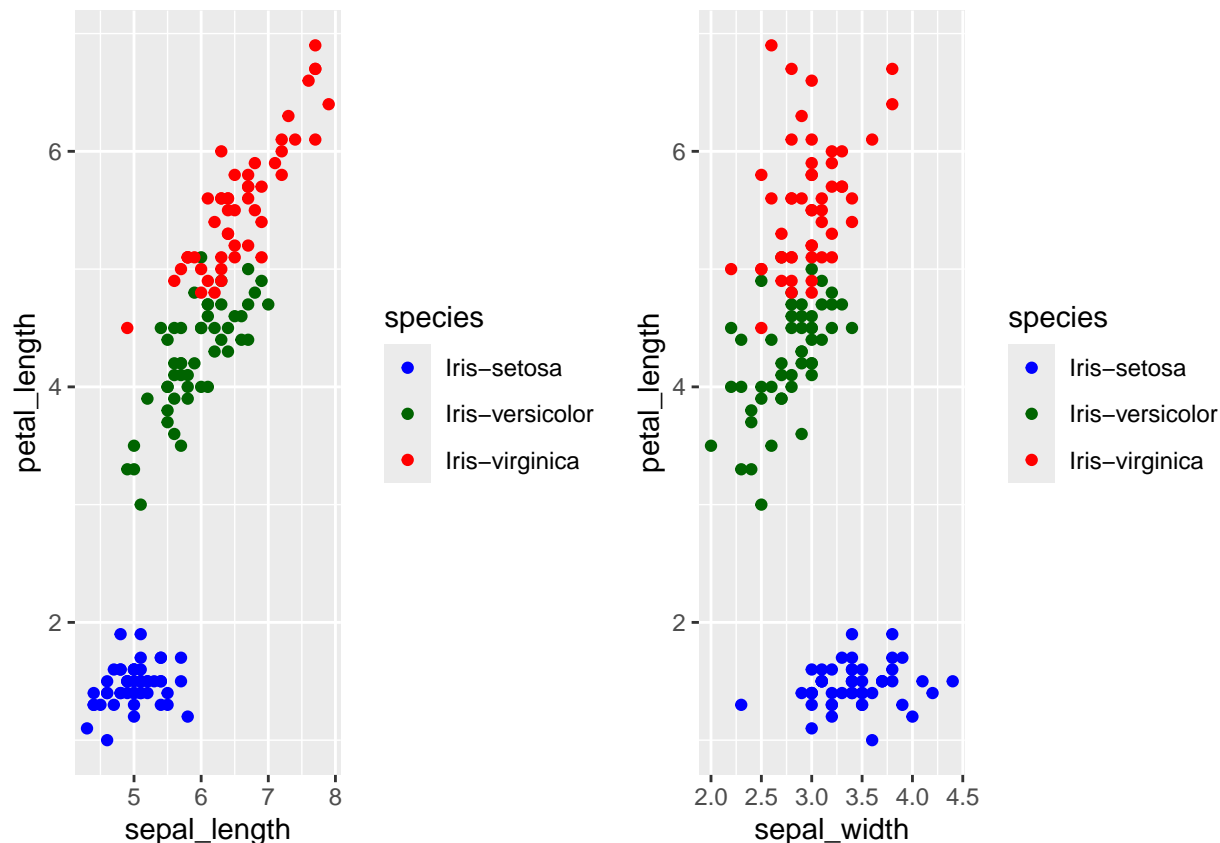 petal_length
6
4
2
5 6 7 8
sepal_length
species
Iris−setosa
Iris−versicolor
Iris−virginica
petal_length
6
4
2
2.0 2.5 3.0 3.5 4.0 4.5
sepal_width
species
Iris−setosa
Iris−versicolor
Iris−virginica